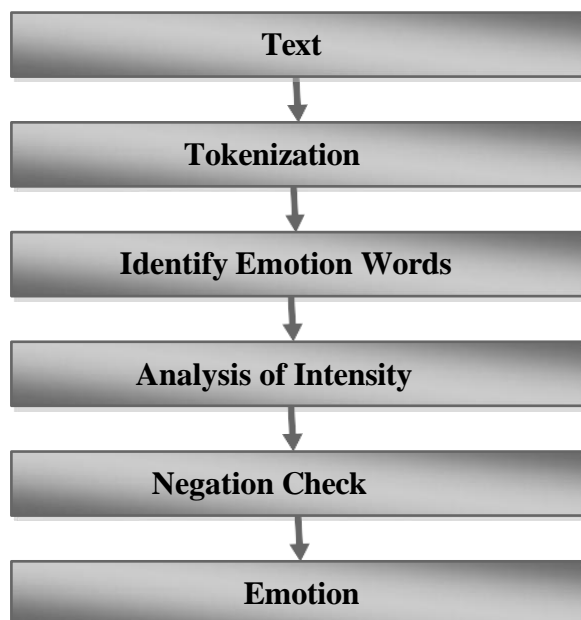 Text
Tokenization
Identify Emotion Words
Analysis of Intensity
Negation Check
Emotion